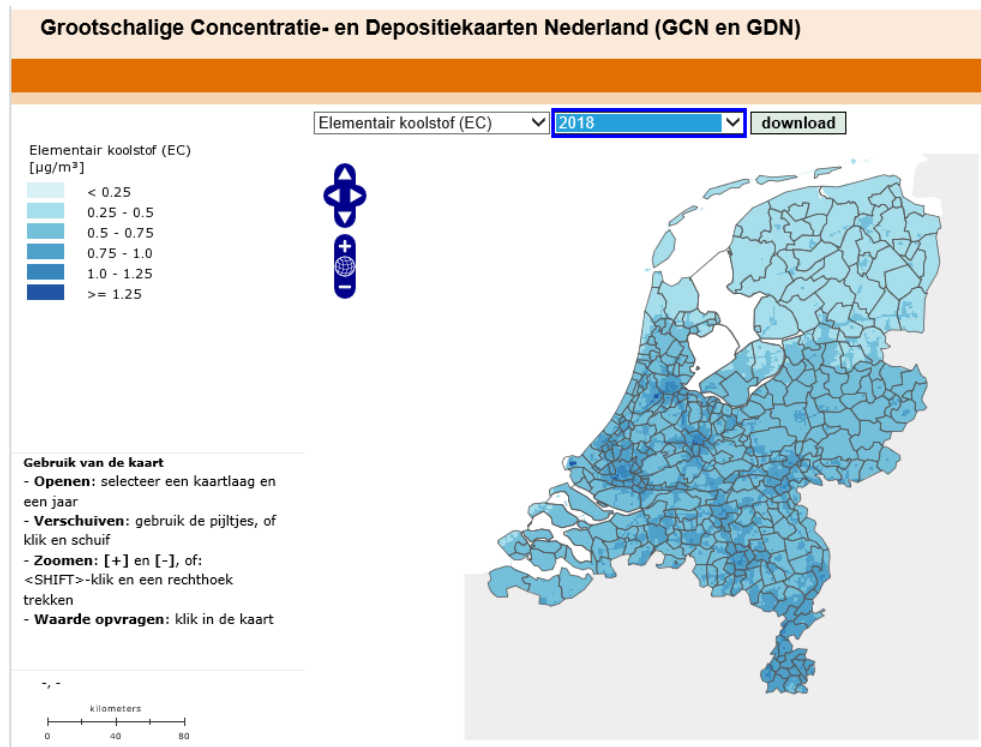 Grootschalige Concentratie- en Depositiekaarten Nederland (GCN en GDN)
Elementair koolstof (EC)
2018
download
Elementair koolstof (EC)
[µg/m³]
< 0.25
0.25 - 0.5
0.5 - 0.75
0.75 - 1.0
1.0 - 1.25
>= 1.25
Gebruik van de kaart
- Openen: selecteer een kaartlaag en
een jaar
- Verschuiven: gebruik de pijltjes, of
klik en schuif
- Zoomen: [+] en [-], of:
<SHIFT>-klik en een rechthoek
trekken
- Waarde opvragen: klik in de kaart
-, -
kilometers
0 40 80